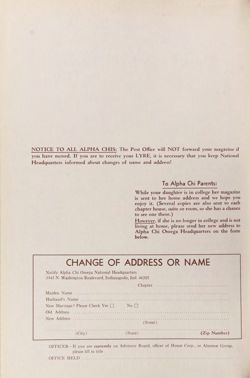 NOTICE TO ALL ALPHA CHIS: The Post Office will NOT forward your magazine if
you have moved. If you are to receive your LYRE, it is necessary that you keep National
Headquarters informed about changes of name and address!
To Alpha Chi Parents:
While your daughter is in college her magazine
is sent to her home address and we hope you
enjoy it. (Several copies are also sent to each
chapter house, suite or room, so she has a chance
to see one there.)
However, if she is no longer in college and is not
living at home, please send her new address to
Alpha Chi Omega Headquarters on the form
below.
CHANGE OF ADDRESS OR NAME
Notify Alpha Chi Omega National Headquarters
3445 N. Washington Boulevard, Indianapolis, Ind. 46205
Chapter
Maiden Name
Husband's Name
New Marriage? Please Check Yes No
Old Address
New Address
(Street)
(City) (State) (Zip Number)
OFFICER - If you are currently on Advisory Board, officer of House Corp., or Alumnae Group,
please fill in title
OFFICE HELD